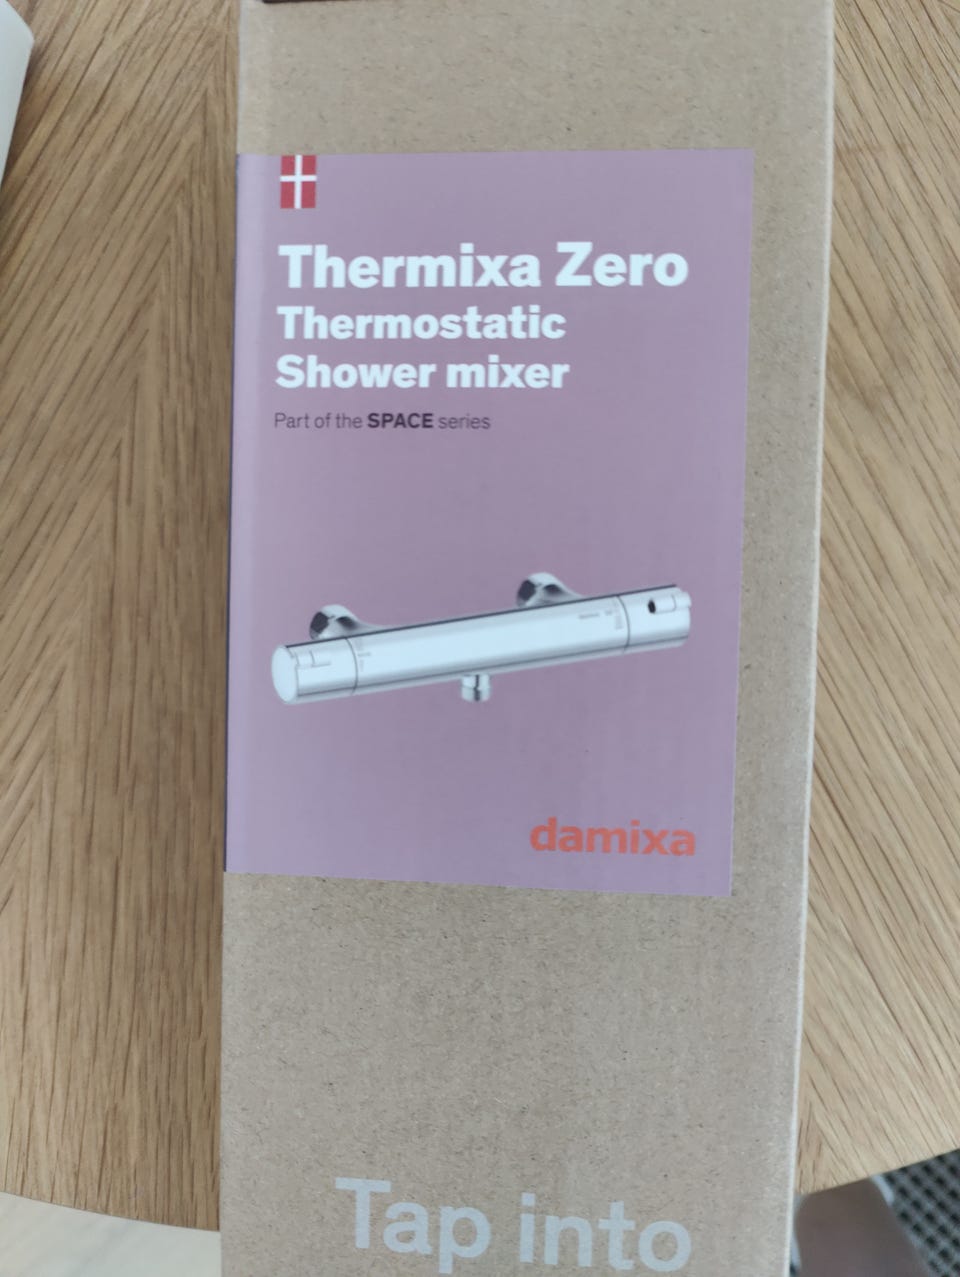 Thermixa Zero
Thermostatic
Shower mixer
Part of the SPACE series
damixa
Tap into